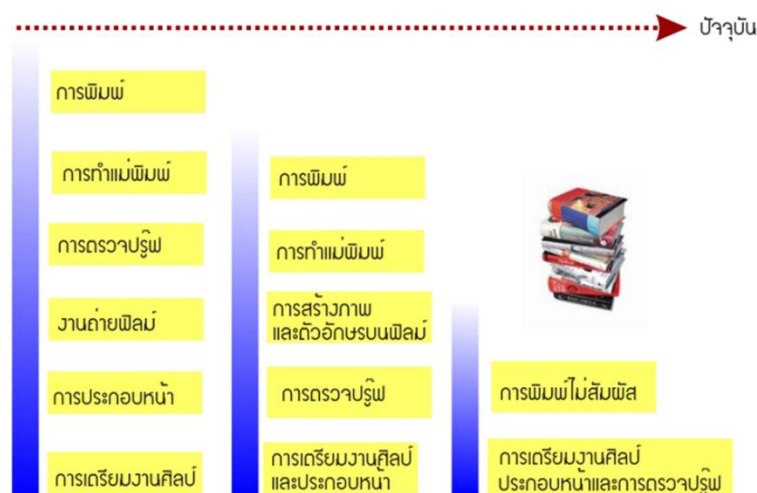 ปัจจุบัน
การพิมพ์
การทำแม่พิมพ์
การตรวจปรู๊ฟ
งานถ่ายฟิลม์
การประกอบหน้า
การเตรียมงานศิลป์
การพิมพ์
การทำแม่พิมพ์
การสร้างภาพ
และตัวอักษรบนฟิลม์
การตรวจปรู๊ฟ
การเตรียมงานศิลป์
และประกอบหน้า
การพิมพ์ไม่สัมผัส
การเตรียมงานศิลป์
ประกอบหน้าและการตรวจปรู๊ฟ